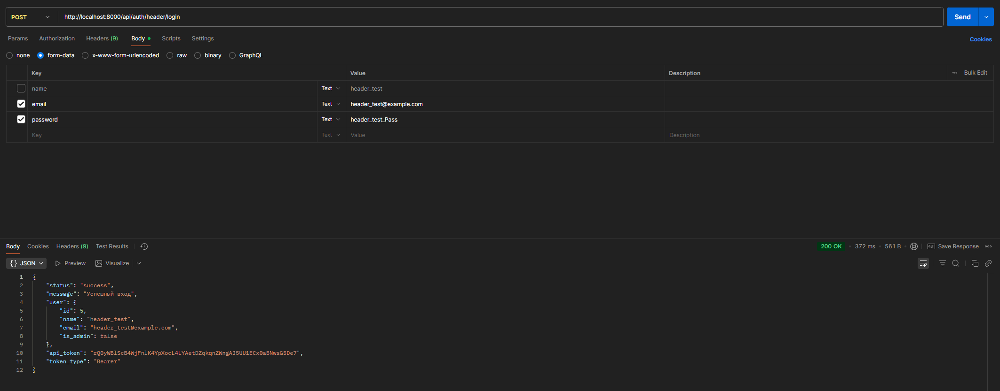 POST http://localhost:8000/api/auth/header/login Send
Params Authorization Headers (9) Body Scripts Settings Cookies
none form-data x-www-form-urlencoded raw binary GraphQL
Key Value Description Bulk Edit
name Text header_test
email Text header_test@example.com
password Text header_test_Pass
Key Text Value Description
Body Cookies Headers (9) Test Results 200 OK 372 ms 561 B e.g. Save Response
{} JSON Preview Visualize
1 {
2 "status": "success",
3 "message": "Успешный вход",
4 "user": {
5 "id": 5,
6 "name": "header_test",
7 "email": "header_test@example.com",
8 "is_admin": false
9 },
10 "api_token": "rQ0yWBlScB4WjFnlK4YpXocL4LYAetDZqkqnZWngAJ5UU1ECx0aBNwsG5De7",
11 "token_type": "Bearer"
12 }